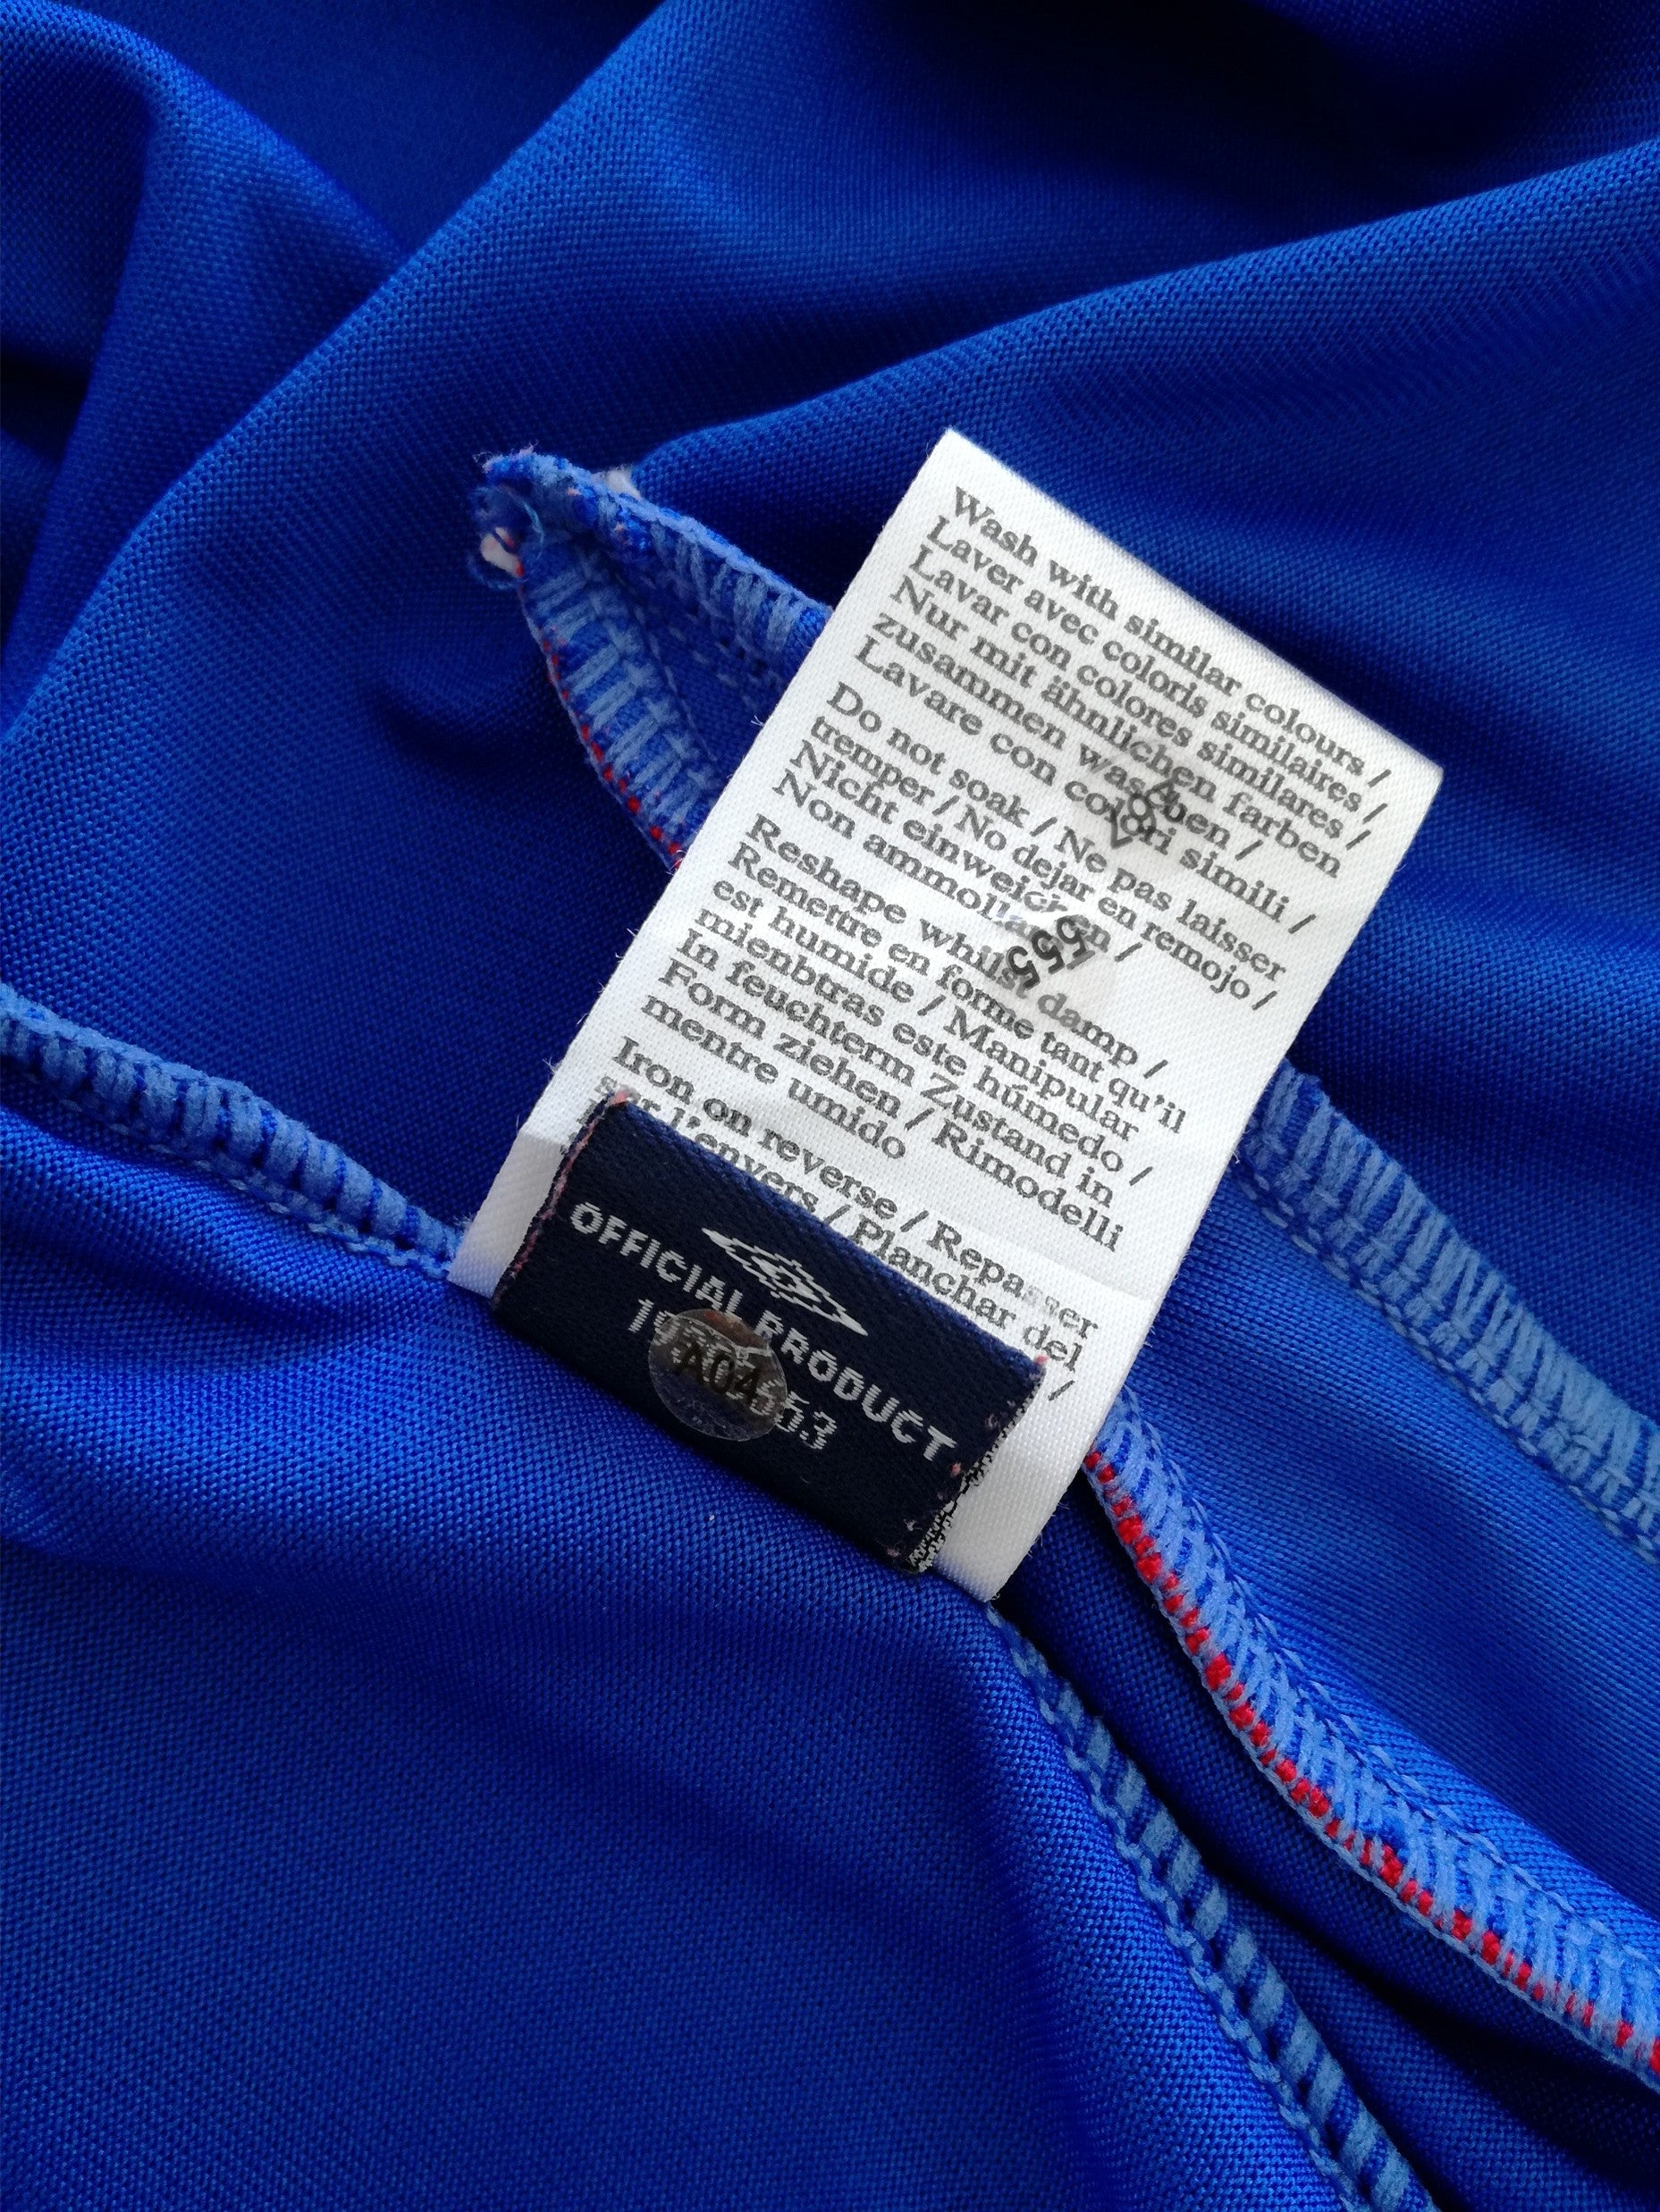 Wash with similar colours /
Laver avec coloris similaires /
Lavar con colores similares /
Nur mit ähnlichen farben
zusammen waschen /
Lavare con colori simili /
Do not soak / Ne pas laisser
tremper / No dejar en remojo /
Nicht einweichen /
Non ammollare
Reshape whilst damp /
Remettre en forme tant qu'il
est humide / Manipular
mienbtras este húmedo /
In feuchterm Zustand in
Form ziehen / Rimodelli
mentre umido
Iron on reverse / Repasser
sur l'envers / Planchar del
/
555
OFFICIAL PRODUCT
A04